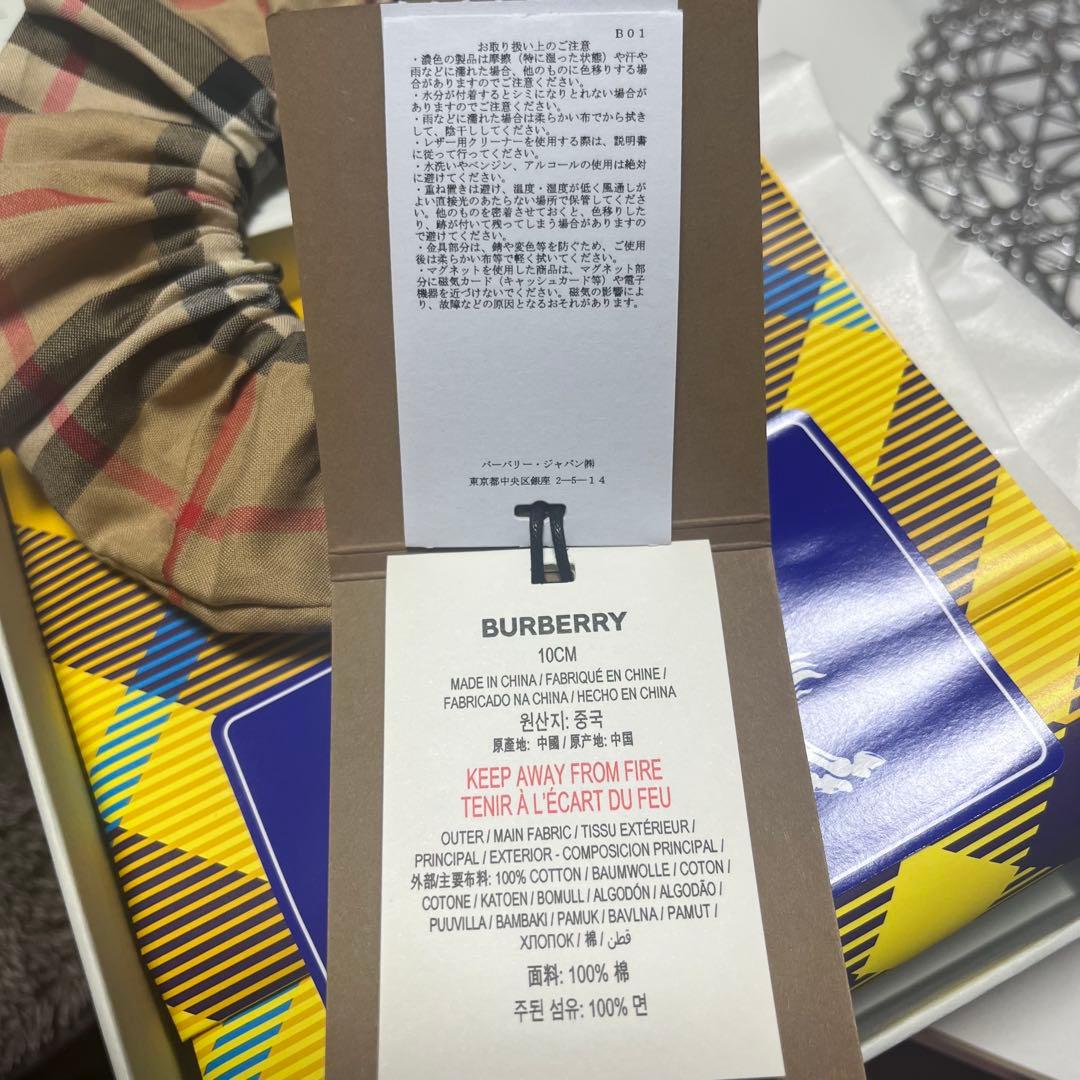 B01
お取り扱い上のご注意
・濃色の製品は摩擦（特に湿った状態）や汗や
雨などに濡れた場合、他のものに色移りする場
合がありますのでご注意ください。
・水分が付着するとシミになりとれない場合が
ありますのでご注意ください。
・雨などに濡れた場合は柔らかい布でから拭き
して、陰干ししてください。
・レザー用クリーナーを使用する際は、説明書
に従って行ってください。
・水洗いやベンジン、アルコールの使用は絶対
に避けてください。
・重ね置きは避け、温度・湿度が低く風通しが
よい直接光のあたらない場所で保管してくださ
い。他のものを密着させておくと、色移りした
り、跡が付いて残ってしまう場合がありますの
で避けてください。
・金具部分は、錆や変色等を防ぐため、ご使用
後は柔らかい布等で軽く拭いてください。
・マグネットを使用した商品は、マグネット部
分に磁気カード（キャッシュカード等）や電子
機器を近づけないでください。磁気の影響によ
り、故障などの原因となるおそれがあります。
バーバリー・ジャパン㈱
東京都中央区銀座 2—5—14
BURBERRY
10CM
MADE IN CHINA / FABRIQUÉ EN CHINE /
FABRICADO NA CHINA / HECHO EN CHINA
원산지: 중국
原產地: 中國 / 原产地: 中国
KEEP AWAY FROM FIRE
TENIR À L'ÉCART DU FEU
OUTER / MAIN FABRIC / TISSU EXTÉRIEUR /
PRINCIPAL / EXTERIOR - COMPOSICION PRINCIPAL /
外部/主要布料: 100% COTTON / BAUMWOLLE / COTON /
COTONE / KATOEN / BOMULL / ALGODÓN / ALGODÃO /
PUUVILLA / BAMBAKI / PAMUK / BAVLNA / PAMUT /
ХЛОПОК / 棉 / قطن
面料: 100% 棉
주된 섬유: 100% 면